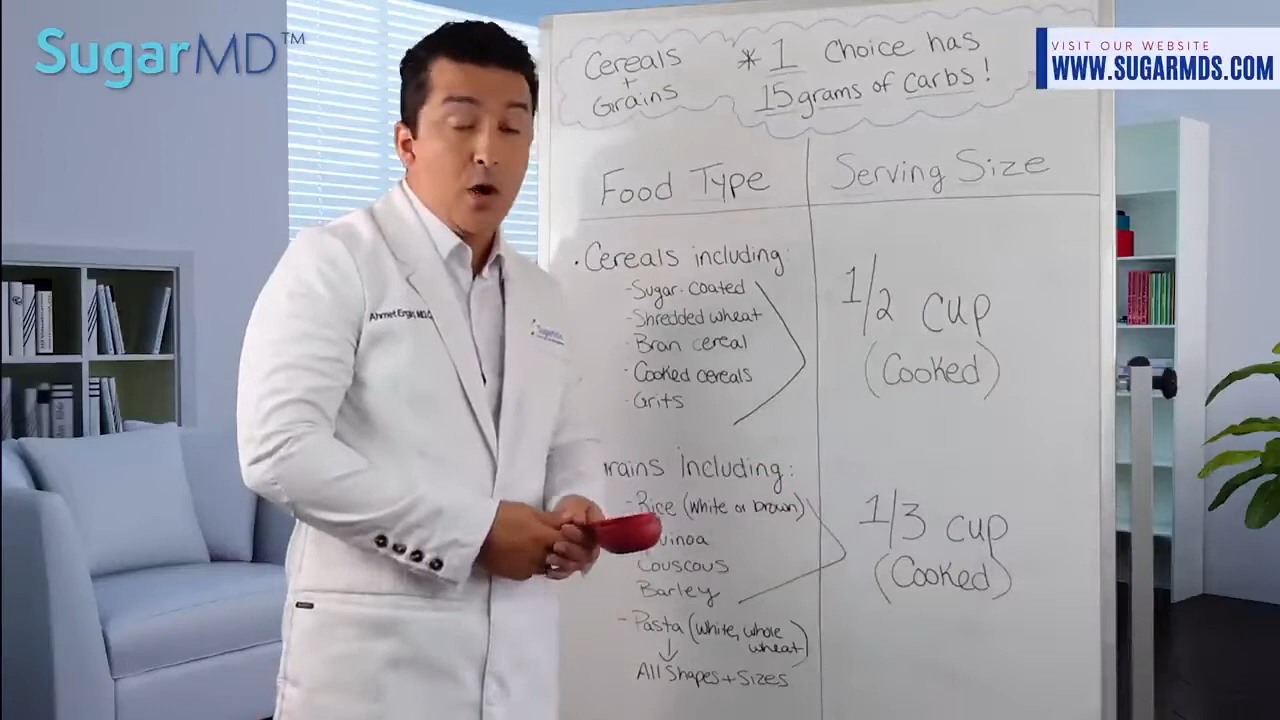 SugarMD™
VISIT OUR WEBSITE
WWW.SUGARMDS.COM
Cereals
+
Grains
* 1 Choice has
15 grams of carbs!
Food Type
Serving Size
· Cereals including:
- Sugar-coated
- Shredded wheat
- Bran cereal
- Cooked cereals
- Grits
1/2 cup
(Cooked)
rains including:
- Rice (white or brown)
uinoa
Couscous
Barley
- Pasta (white, whole
wheat)
All Shapes + Sizes
1/3 cup
(Cooked)